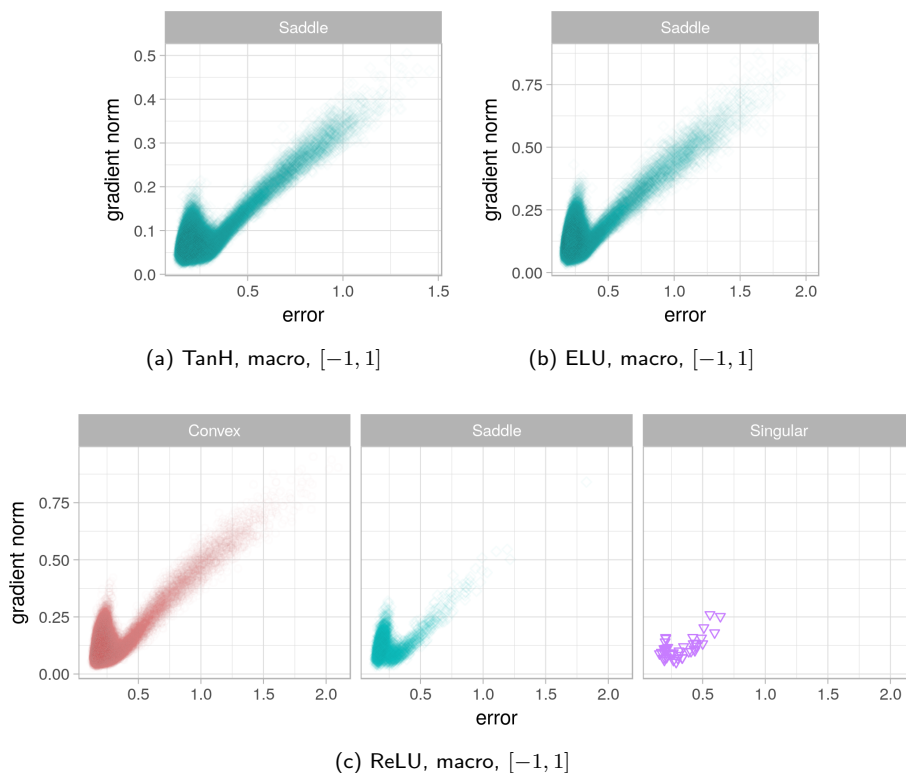 Saddle Saddle
0.5
0.4
0.3
0.2
0.1
0.0
gradient norm
0.5 1.0 1.5
error
0.75
0.50
0.25
0.00
gradient norm
0.5 1.0 1.5 2.0
error
(a) TanH, macro, [−1, 1] (b) ELU, macro, [−1, 1]
Convex Saddle Singular
0.75
0.50
0.25
0.00
gradient norm
0.5 1.0 1.5 2.0 0.5 1.0 1.5 2.0 0.5 1.0 1.5 2.0
error
(c) ReLU, macro, [−1, 1]